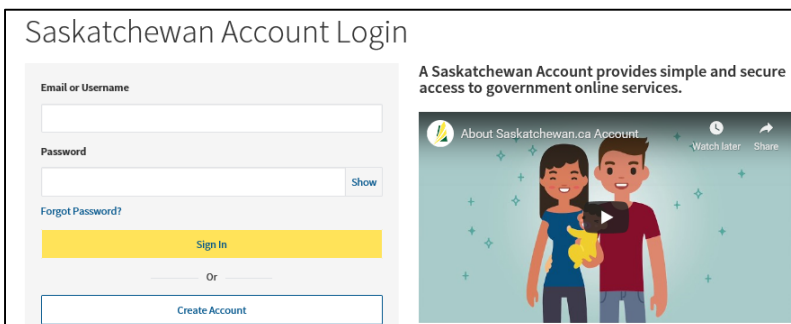 Saskatchewan Account Login
Email or Username
Password
Show
Forgot Password?
Sign In
Or
Create Account
A Saskatchewan Account provides simple and secure
access to government online services.
About Saskatchewan.ca Account
Watch later
Share